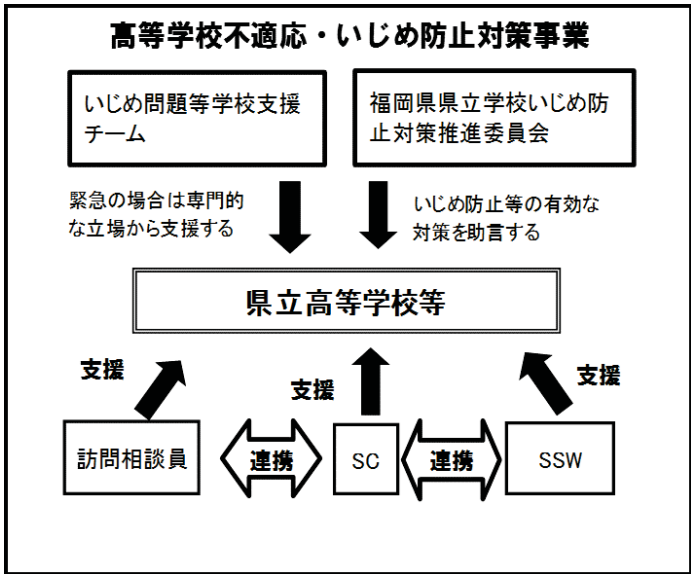 高等学校不適応・いじめ防止対策事業
いじめ問題等学校支援
チーム
福岡県県立学校いじめ防
止対策推進委員会
緊急の場合は専門的
な立場から支援する
いじめ防止等の有効な
対策を助言する
県立高等学校等
支援
支援
支援
訪問相談員
連携
SC
連携
SSW